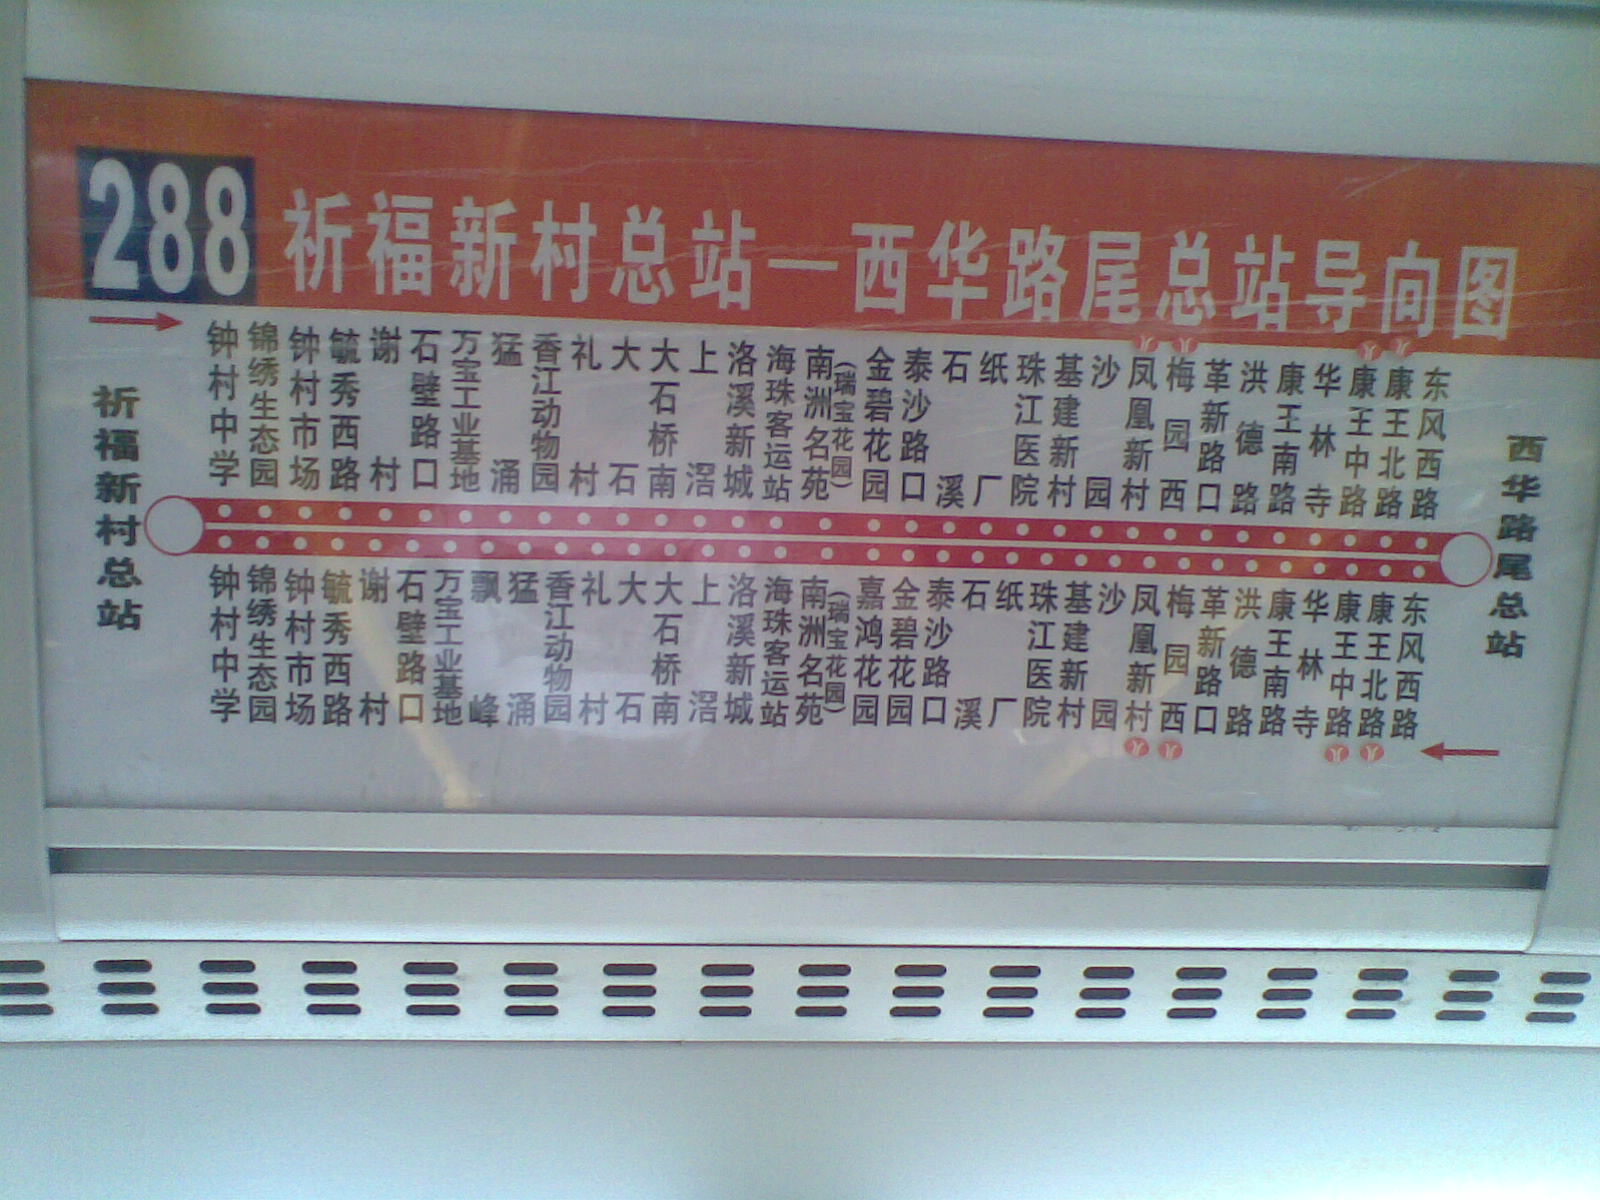 288 祈福新村总站—西华路尾总站导向图
祈福新村总站
钟村中学
锦绣生态园
钟村市场
毓秀西路
谢村
石壁路口
万宝工业基地
猛涌
香江动物园
礼村
大石
大石桥南
上滘
洛溪新城
海珠客运站
南洲名苑
(瑞宝花园)
金碧花园
泰沙路口
石溪
纸厂
珠江医院
基建新村
沙园
凤凰新村
梅园西
革新路口
洪德路
康王南路
华林寺
康王中路
康王北路
东风西路
西华路尾总站
钟村中学
锦绣生态园
钟村市场
毓秀西路
谢村
石壁路口
万宝工业基地
飘峰
猛涌
香江动物园
礼村
大石
大石桥南
上滘
洛溪新城
海珠客运站
南洲名苑
(瑞宝花园)
嘉鸿花园
金碧花园
泰沙路口
石溪
纸厂
珠江医院
基建新村
沙园
凤凰新村
梅园西
革新路口
洪德路
康王南路
华林寺
康王中路
康王北路
东风西路